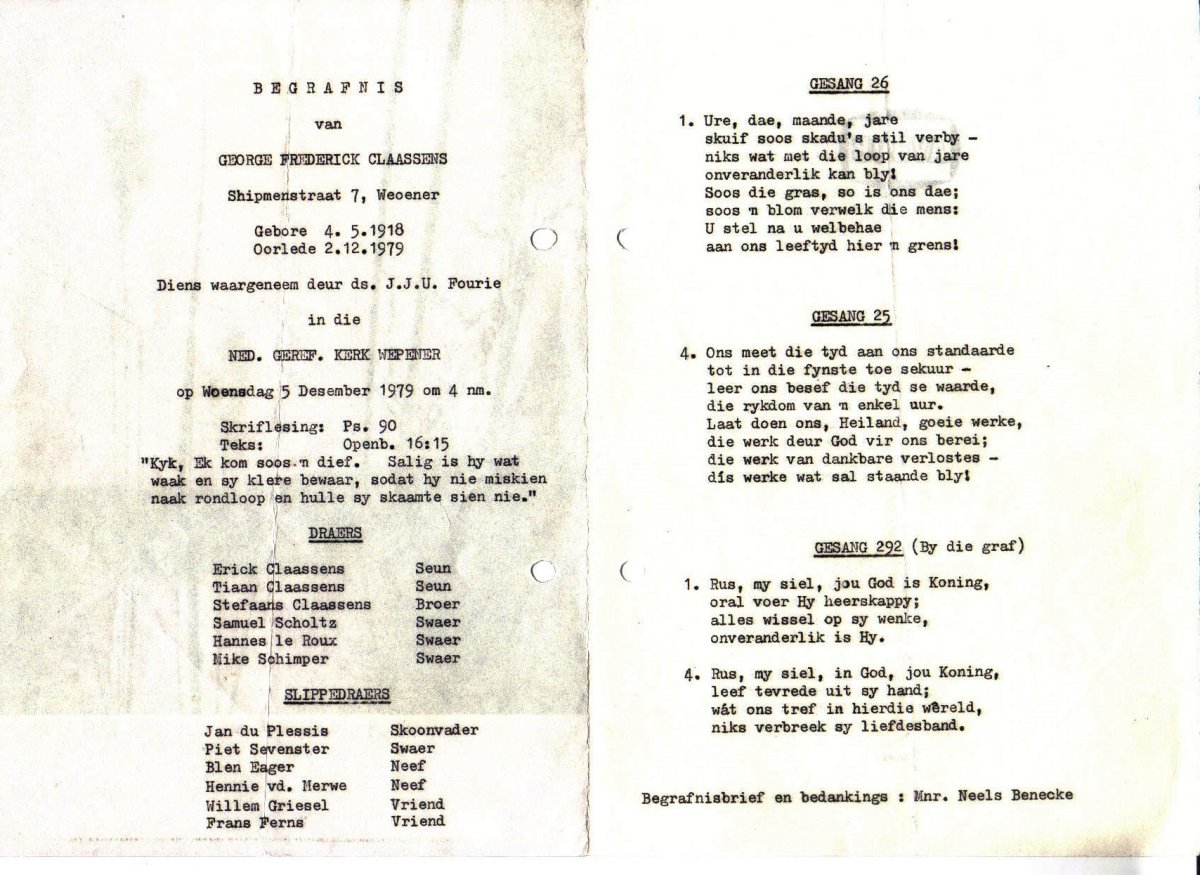 B E G R A F N I S
van
GEORGE FREDERICK CLAASSENS
Shipmenstraat 7, Weoener
Gebore 4. 5.1918
Oorlede 2.12.1979
Diens waargeneem deur ds. J.J.U. Fourie
in die
NED. GEREF. KERK WEPENER
op Woensdag 5 Desember 1979 om 4 nm.
Skriflesing: Ps. 90
Teks: Openb. 16:15
"Kyk, Ek kom soos 'n dief. Salig is hy wat
waak en sy klere bewaar, sodat hy nie miskien
naak rondloop en hulle sy skaamte sien nie."
DRAERS
Erick Claassens Seun
Tiaan Claassens Seun
Stefaans Claassens Broer
Samuel Scholtz Swaer
Hannes le Roux Swaer
Mike Schimper Swaer
SLIPPEDRAERS
Jan du Plessis Skoonvader
Piet Sevenster Swaer
Blen Eager Neef
Hennie vd. Merwe Neef
Willem Griesel Vriend
Frans Ferns Vriend
GESANG 26
1. Ure, dae, maande, jare
skuif soos skadu's stil verby -
niks wat met die loop van jare
onveranderlik kan bly!
Soos die gras, so is ons dae;
soos 'n blom verwelk die mens:
U stel na u welbehae
aan ons leeftyd hier 'n grens!
GESANG 25
4. Ons meet die tyd aan ons standaarde
tot in die fynste toe sekuur -
leer ons besef die tyd se waarde,
die rykdom van 'n enkel uur.
Laat doen ons, Heiland, goeie werke,
die werk deur God vir ons berei;
die werk van dankbare verlostes -
dís werke wat sal staande bly!
GESANG 292 (By die graf)
1. Rus, my siel, jou God is Koning,
oral voer Hy heerskappy;
alles wissel op sy wenke,
onveranderlik is Hy.
4. Rus, my siel, in God, jou Koning,
leef tevrede uit sy hand;
wát ons tref in hierdie wêreld,
niks verbreek sy liefdesband.
Begrafnisbrief en bedankings : Mnr. Neels Benecke